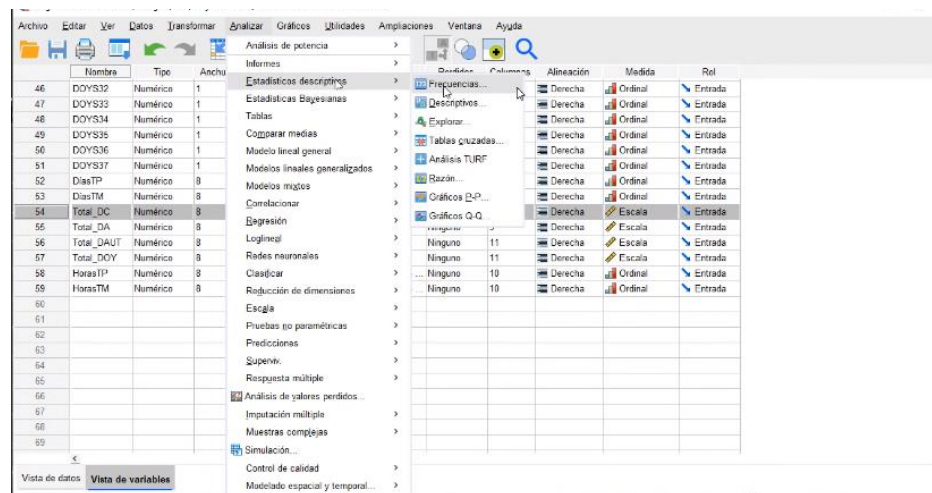 Archivo Editar Ver Datos Transformar Analizar Gráficos Utilidades Ampliaciones Ventana Ayuda
Nombre Tipo Anchu Perdidos Columnas Alineación Medida Rol
46 DOYS32 Numérico 1 Derecha Ordinal Entrada
47 DOYS33 Numérico 1 Derecha Ordinal Entrada
48 DOYS34 Numérico 1 Derecha Ordinal Entrada
49 DOYS35 Numérico 1 Derecha Ordinal Entrada
50 DOYS36 Numérico 1 Derecha Ordinal Entrada
51 DOYS37 Numérico 1 Derecha Ordinal Entrada
52 DíasTP Numérico 8 Derecha Ordinal Entrada
53 DíasTM Numérico 8 Derecha Ordinal Entrada
54 Total_DC Numérico 8 Derecha Escala Entrada
55 Total_DA Numérico 8 Ninguno Derecha Escala Entrada
56 Total_DAUT Numérico 8 Ninguno 11 Derecha Escala Entrada
57 Total_DOY Numérico 8 Ninguno 11 Derecha Escala Entrada
58 HorasTP Numérico 8 ... Ninguno 10 Derecha Ordinal Entrada
59 HorasTM Numérico 8 ... Ninguno 10 Derecha Ordinal Entrada
60
61
62
63
64
65
66
67
68
69
Análisis de potencia
Informes
Estadísticos descriptivos
Estadísticas Bayesianas
Tablas
Comparar medias
Modelo lineal general
Modelos lineales generalizados
Modelos mixtos
Correlacionar
Regresión
Loglineal
Redes neuronales
Clasificar
Reducción de dimensiones
Escala
Pruebas no paramétricas
Predicciones
Superviv.
Respuesta múltiple
Análisis de valores perdidos...
Imputación múltiple
Muestras complejas
Simulación...
Control de calidad
Modelado espacial y temporal...
Frecuencias...
Descriptivos...
Explorar...
Tablas cruzadas...
Análisis TURF
Razón...
Gráficos P-P...
Gráficos Q-Q...
Vista de datos Vista de variables